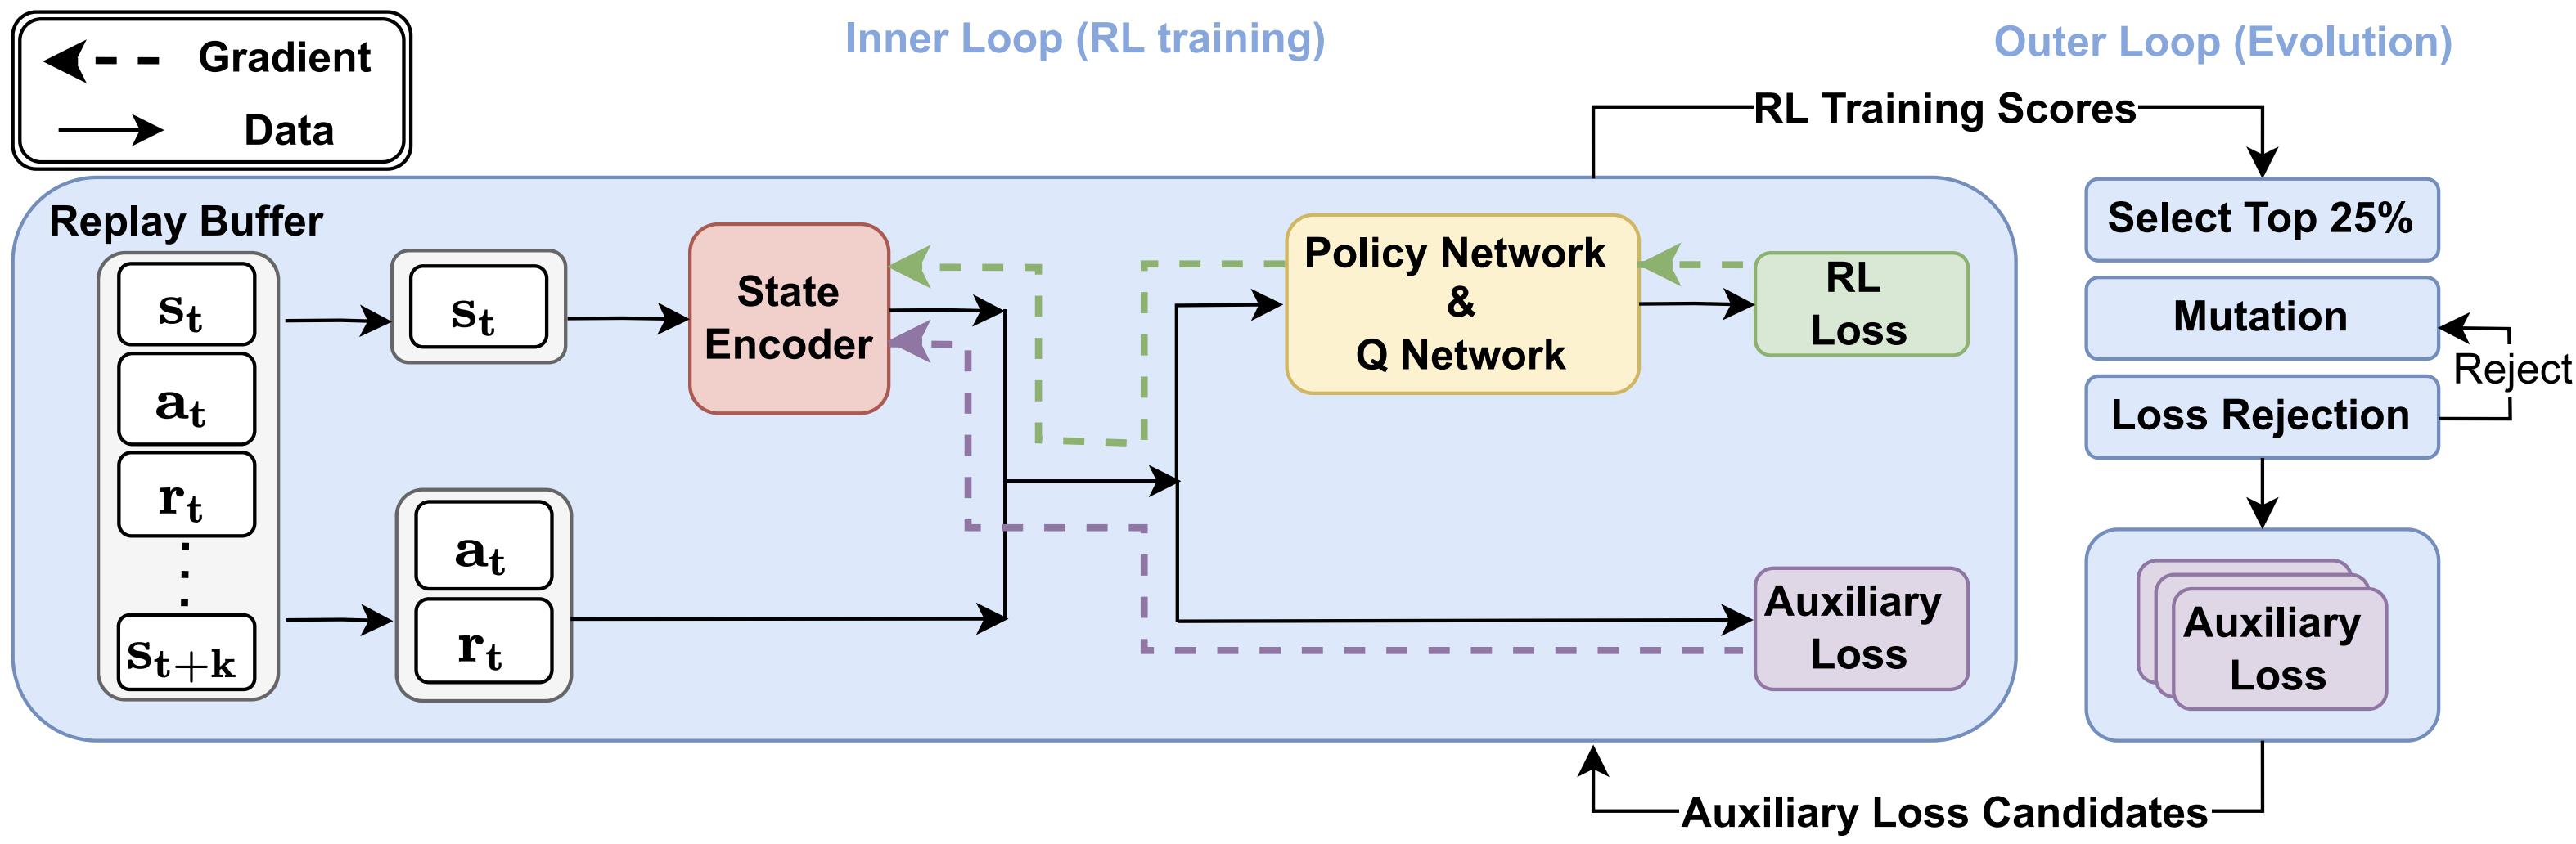 Gradient
Data
Inner Loop (RL training)
Outer Loop (Evolution)
RL Training Scores
Replay Buffer
s_t
a_t
r_t
⋮
s_{t+k}
s_t
a_t
r_t
State
Encoder
Policy Network
&
Q Network
RL
Loss
Auxiliary
Loss
Select Top 25%
Mutation
Reject
Loss Rejection
Auxiliary
Loss
Auxiliary Loss Candidates